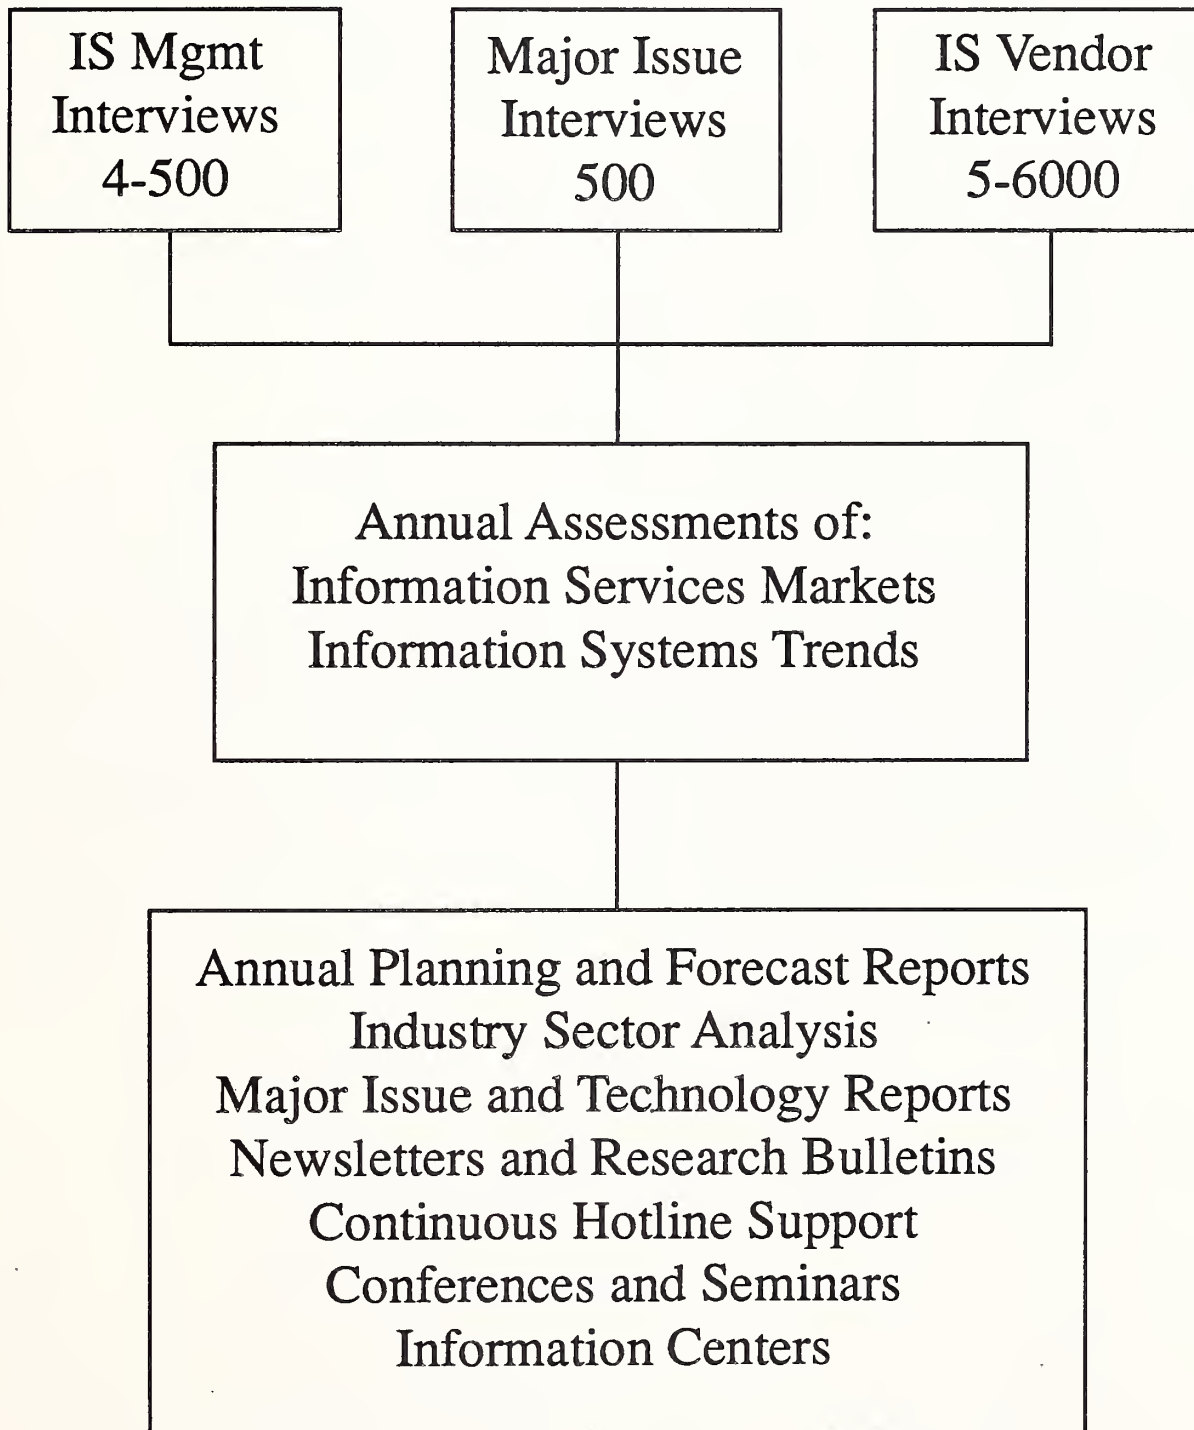 IS Mgmt
Interviews
4-500
Major Issue
Interviews
500
IS Vendor
Interviews
5-6000
Annual Assessments of:
Information Services Markets
Information Systems Trends
Annual Planning and Forecast Reports
Industry Sector Analysis
Major Issue and Technology Reports
Newsletters and Research Bulletins
Continuous Hotline Support
Conferences and Seminars
Information Centers